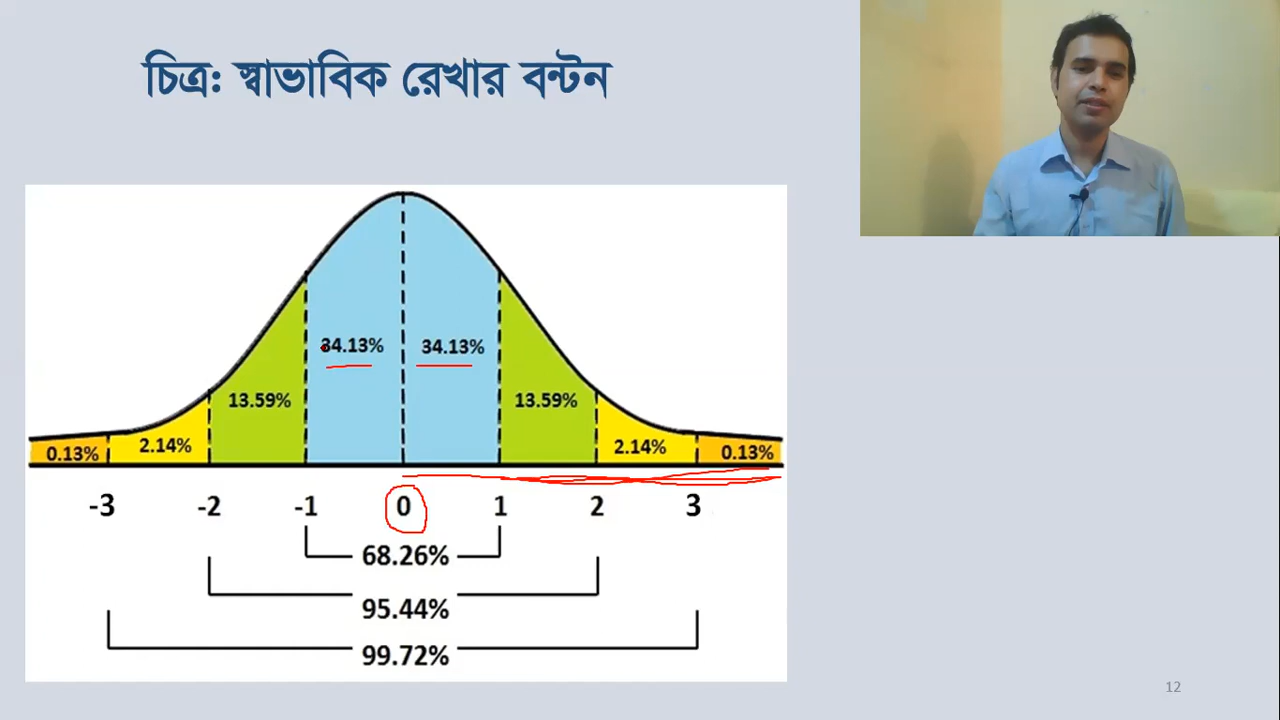 চিত্র: স্বাভাবিক রেখার বন্টন
34.13% 34.13%
13.59% 13.59%
0.13% 2.14% 2.14% 0.13%
-3 -2 -1 0 1 2 3
68.26%
95.44%
99.72%
12